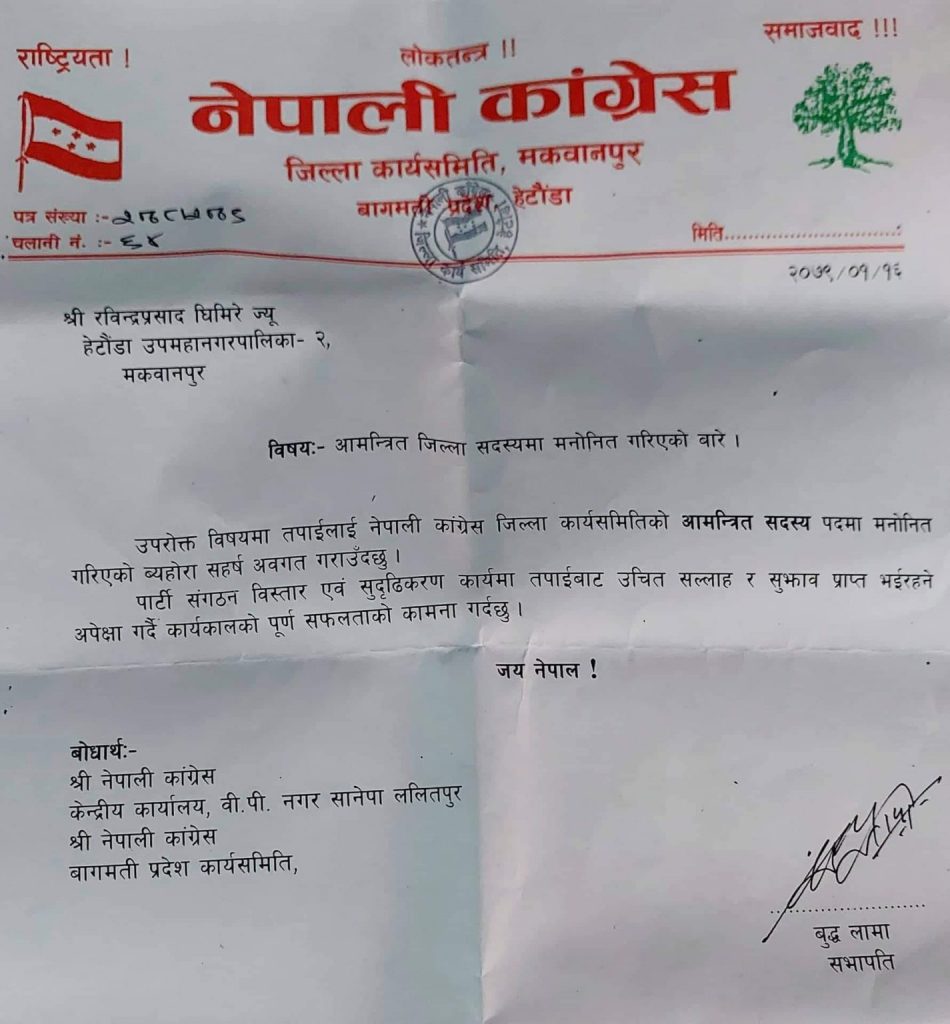 राष्ट्रियता !
लोकतन्त्र !!
समाजवाद !!!
नेपाली कांग्रेस
जिल्ला कार्यसमिति, मकवानपुर
बागमती प्रदेश, हेटौंडा
पत्र संख्या :-
चलानी नं. :- ६४
मिति..............................:
२०७९/०१/१६
श्री रविन्द्रप्रसाद घिमिरे ज्यू
हेटौंडा उपमहानगरपालिका- २,
मकवानपुर
विषयः- आमन्त्रित जिल्ला सदस्यमा मनोनित गरिएको बारे ।
उपरोक्त विषयमा तपाईलाई नेपाली कांग्रेस जिल्ला कार्यसमितिको आमन्त्रित सदस्य पदमा मनोनित
गरिएको ब्यहोरा सहर्ष अवगत गराउँदछु ।
पार्टी संगठन विस्तार एवं सुदृढिकरण कार्यमा तपाईबाट उचित सल्लाह र सुझाव प्राप्त भईरहने
अपेक्षा गर्दै कार्यकालको पूर्ण सफलताको कामना गर्दछु ।
जय नेपाल !
बोधार्थः-
श्री नेपाली कांग्रेस
केन्द्रीय कार्यालय, वी.पी. नगर सानेपा ललितपुर
श्री नेपाली कांग्रेस
बागमती प्रदेश कार्यसमिति,
बुद्ध लामा
सभापति